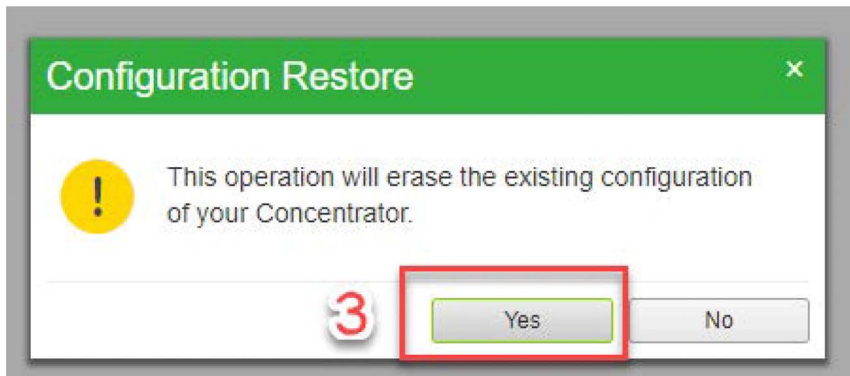 Configuration Restore ×
! This operation will erase the existing configuration
of your Concentrator.
3 Yes No